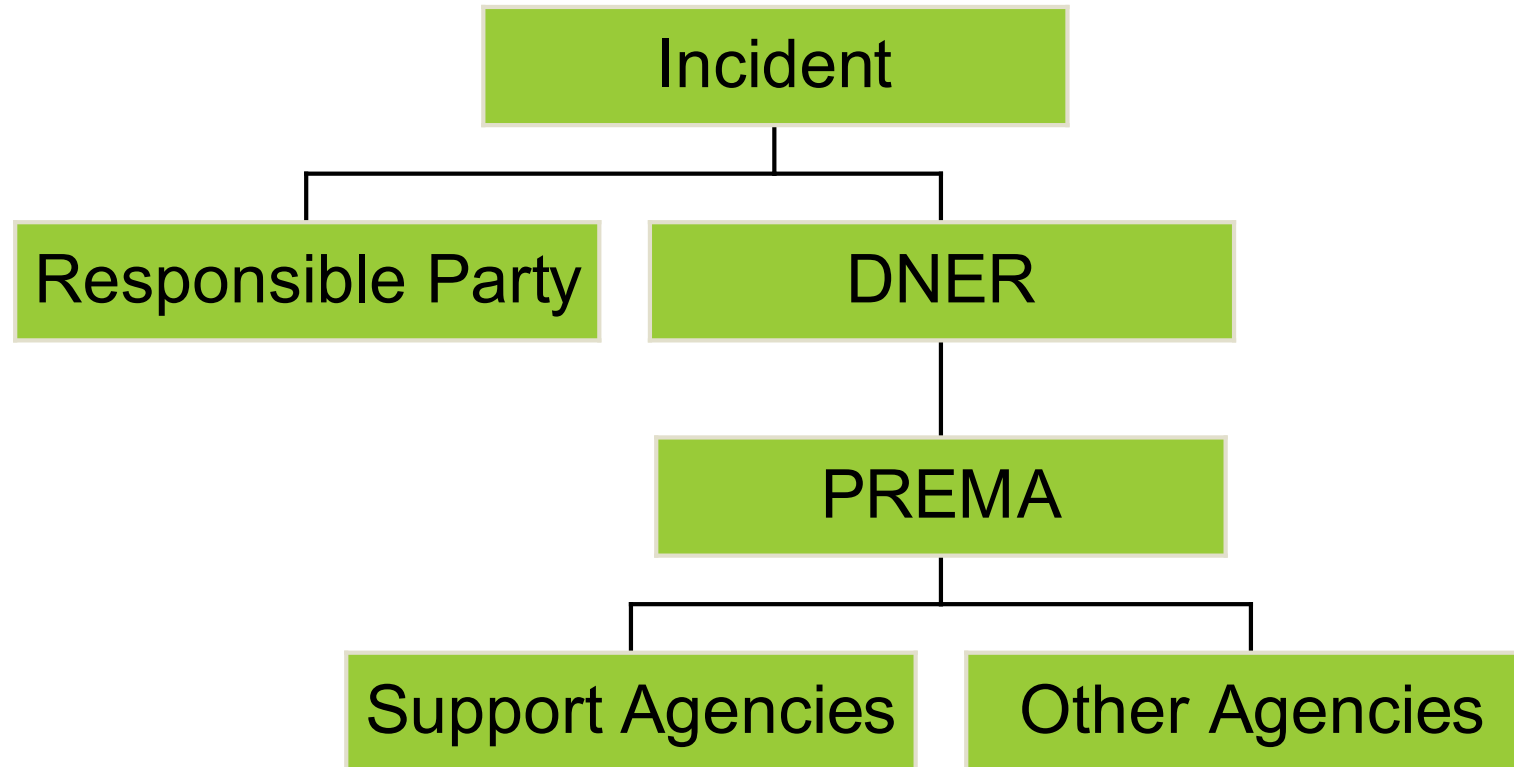 Incident
Responsible Party
DNER
PREMA
Support Agencies
Other Agencies